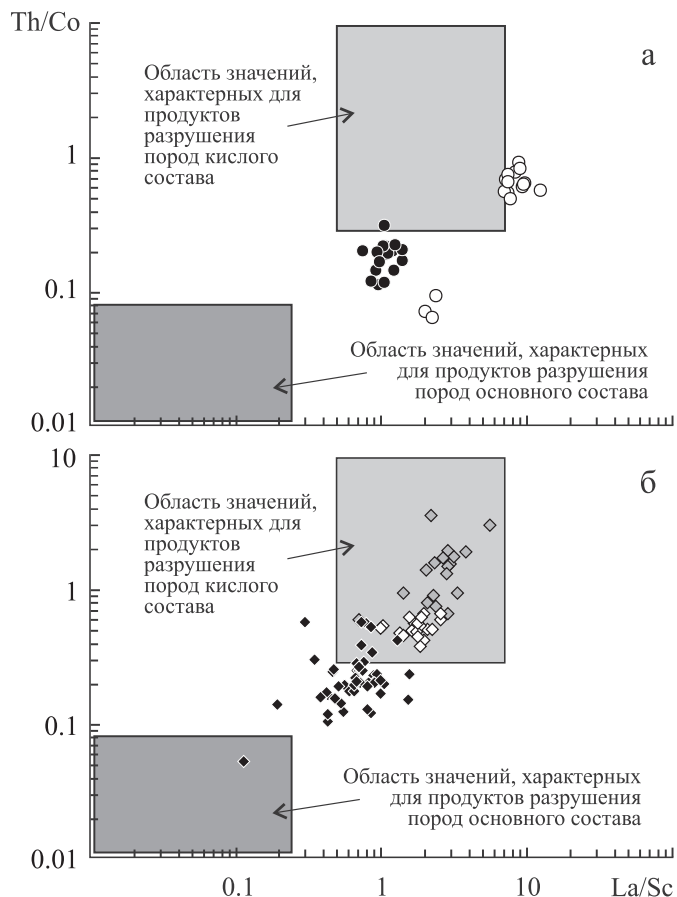 Th/Co
а
Область значений,
характерных для
продуктов
разрушения
пород кислого
состава
1
0.1
Область значений, характерных
для продуктов разрушения
пород основного состава
0.01
10
б
Область значений,
характерных для
продуктов
разрушения
пород кислого
состава
1
0.1
Область значений, характерных
для продуктов разрушения
пород основного состава
0.01
0.1
1
10
La/Sc